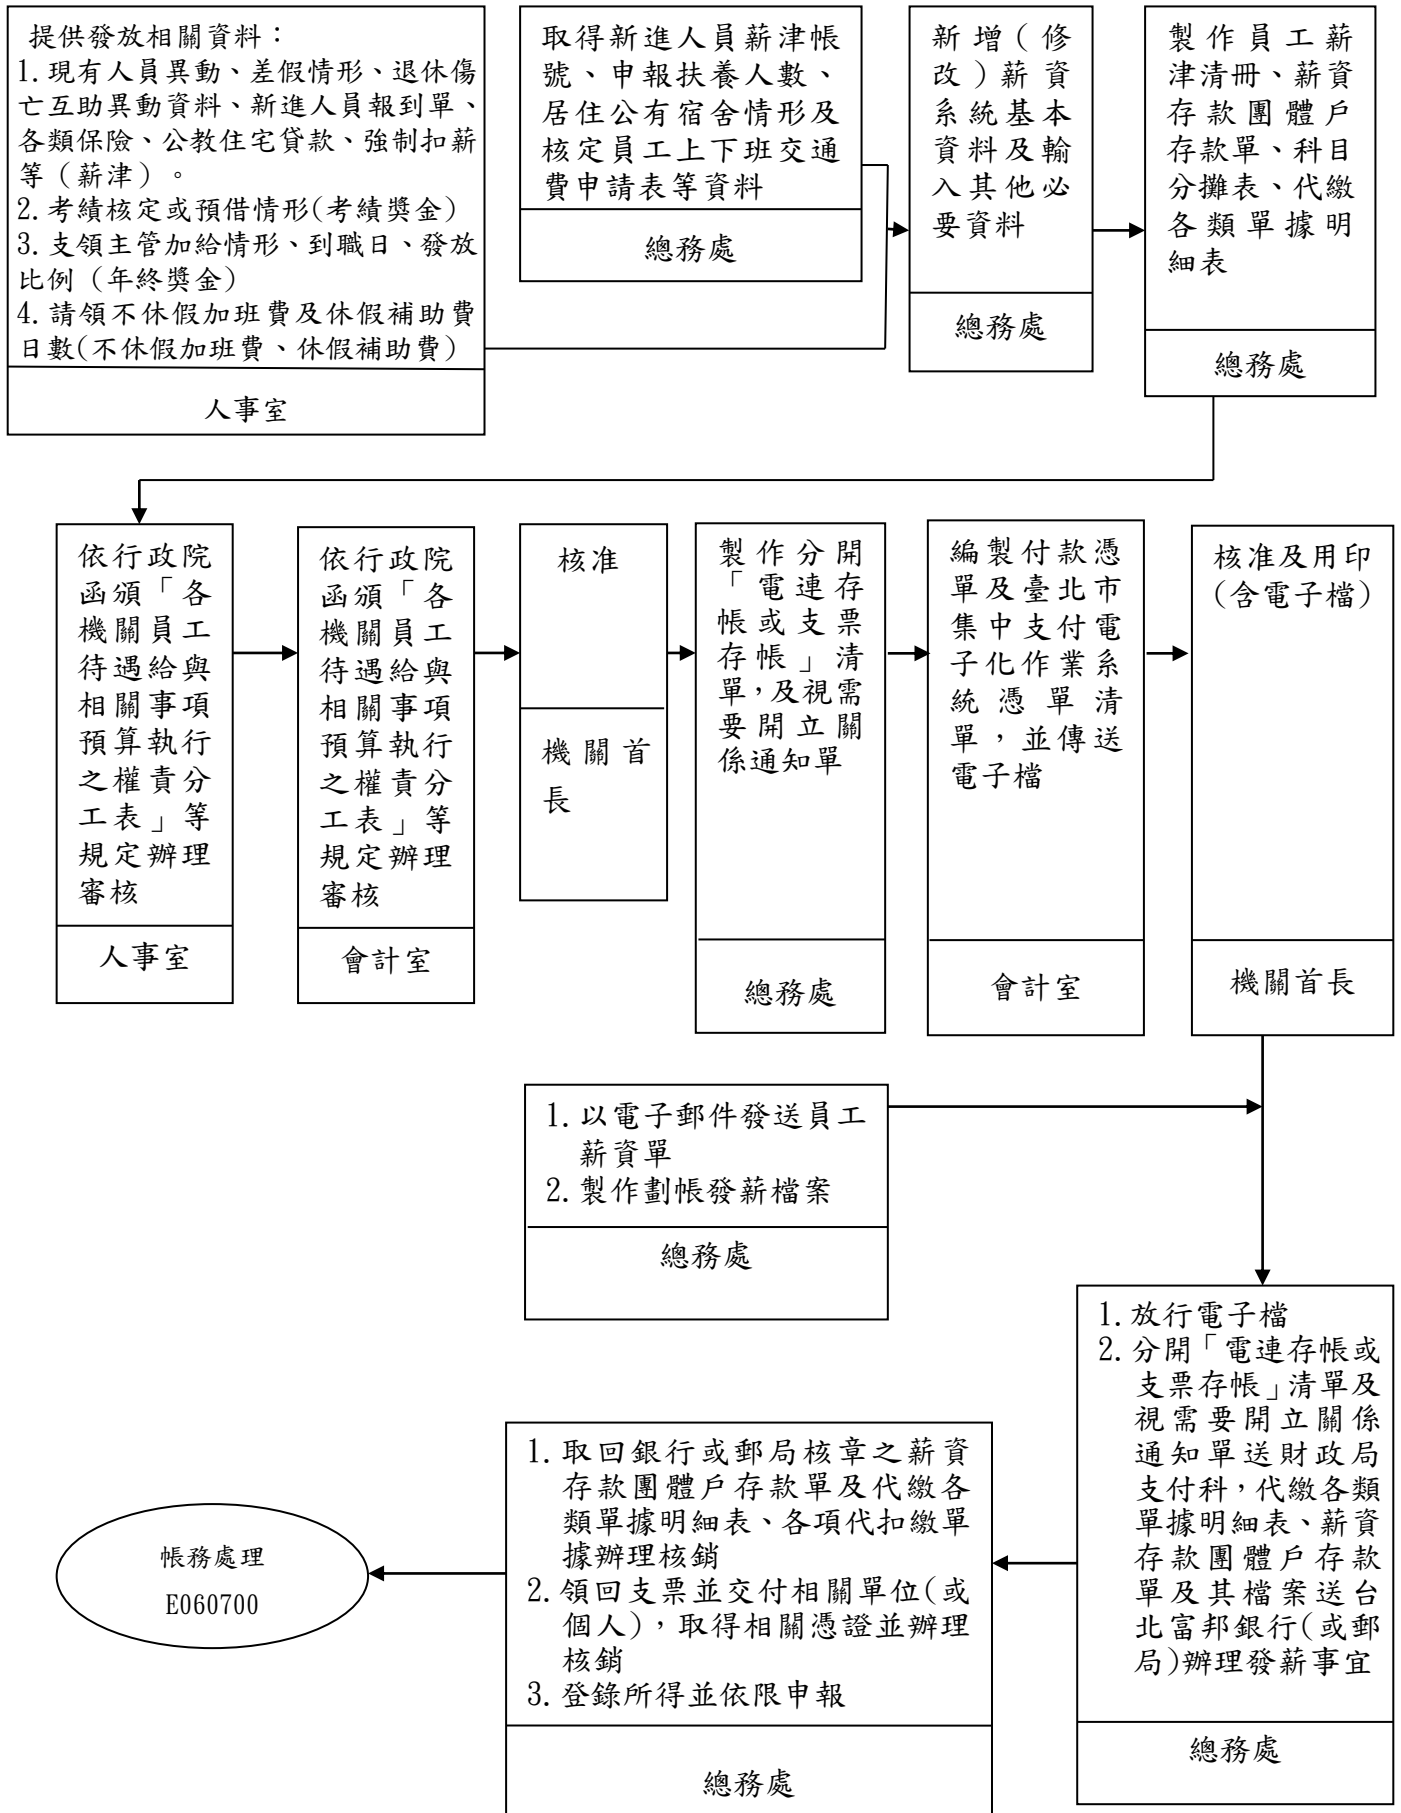 提供發放相關資料：
1.現有人員異動、差假情形、退休傷
亡互助異動資料、新進人員報到單、
各類保險、公教住宅貸款、強制扣薪
等（薪津）。
2.考績核定或預借情形(考績獎金)
3.支領主管加給情形、到職日、發放
比例（年終獎金)
4.請領不休假加班費及休假補助費
日數(不休假加班費、休假補助費)
人事室
取得新進人員薪津帳
號、申報扶養人數、
居住公有宿舍情形及
核定員工上下班交通
費申請表等資料
總務處
新增（修
改）薪資
系統基本
資料及輸
入其他必
要資料
總務處
製作員工薪
津清冊、薪資
存款團體戶
存款單、科目
分攤表、代繳
各類單據明
細表
總務處
依行政院
函頒「各
機關員工
待遇給與
相關事項
預算執行
之權責分
工表」等
規定辦理
審核
人事室
依行政院
函頒「各
機關員工
待遇給與
相關事項
預算執行
之權責分
工表」等
規定辦理
審核
會計室
核准
機關首
長
製作分開
「電連存
帳或支票
存帳」清
單，及視需
要開立關
係通知單
總務處
編製付款憑
單及臺北市
集中支付電
子化作業系
統憑單清
單，並傳送
電子檔
會計室
核准及用印
(含電子檔)
機關首長
1.以電子郵件發送員工
薪資單
2.製作劃帳發薪檔案
總務處
1.放行電子檔
2.分開「電連存帳或
支票存帳」清單及
視需要開立關係
通知單送財政局
支付科，代繳各類
單據明細表、薪資
存款團體戶存款
單及其檔案送台
北富邦銀行(或郵
局)辦理發薪事宜
總務處
1.取回銀行或郵局核章之薪資
存款團體戶存款單及代繳各
類單據明細表、各項代扣繳單
據辦理核銷
2.領回支票並交付相關單位(或
個人)，取得相關憑證並辦理
核銷
3.登錄所得並依限申報
總務處
帳務處理
E060700